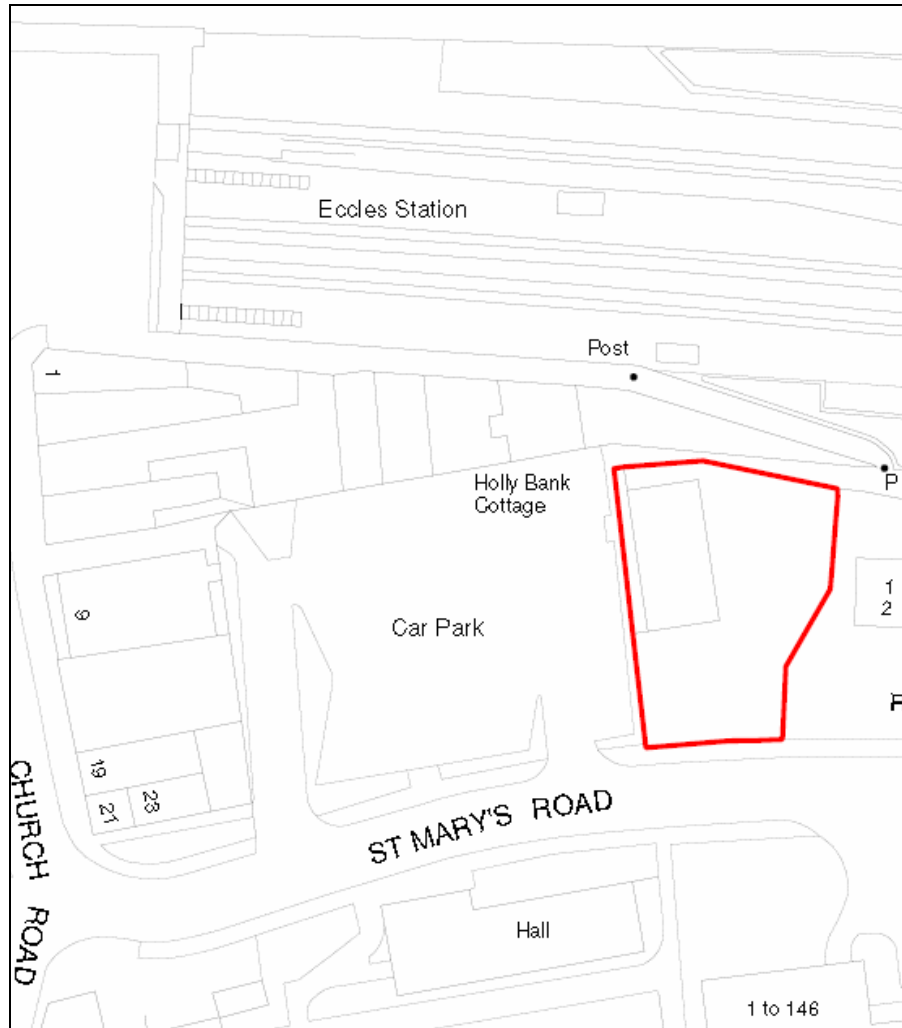 Eccles Station
Post
1
P
Holly Bank
Cottage
1
2
9
Car Park
19
21
23
CHURCH ROAD
ST MARY'S ROAD
Hall
1 to 146